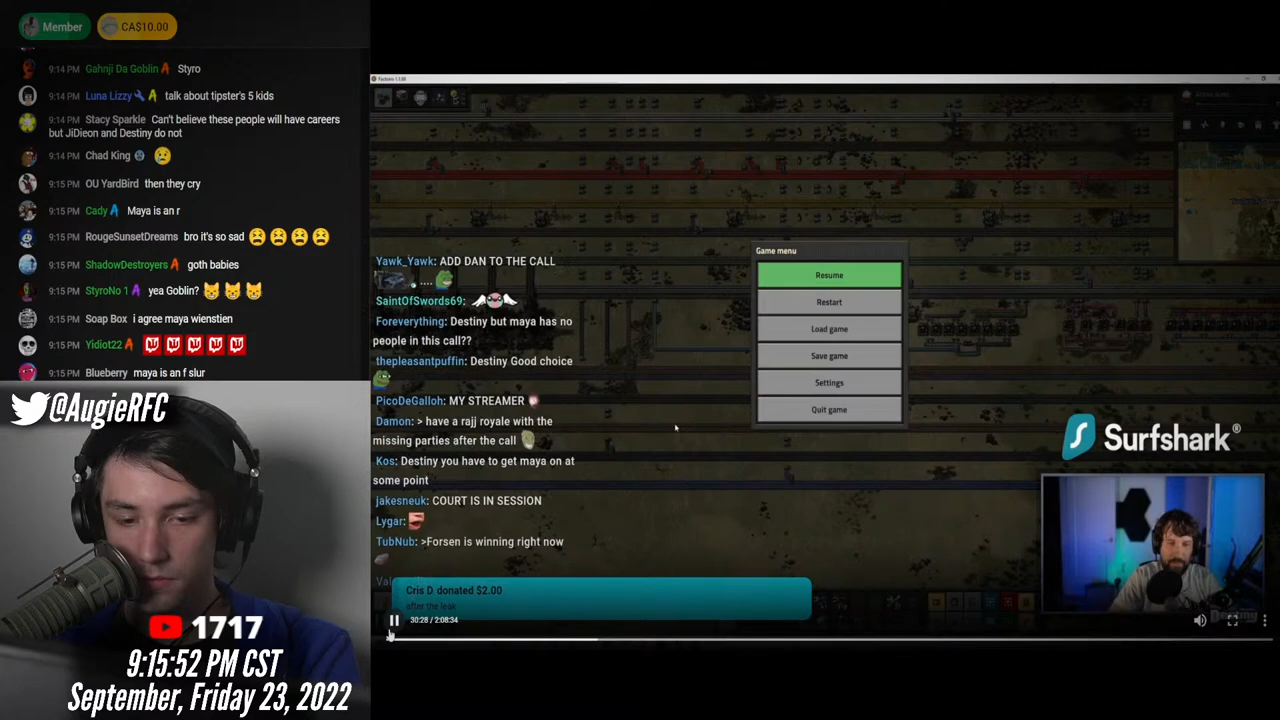 Member
CA$10.00
9:14 PM Gahnji Da Goblin Styro
9:14 PM Luna Lizzy talk about tipster's 5 kids
9:14 PM Stacy Sparkle Can't believe these people will have careers
but JiDieon and Destiny do not
9:14 PM Chad King
9:15 PM OU YardBird then they cry
9:15 PM Cady Maya is an r
9:15 PM RougeSunsetDreams bro it's so sad
9:15 PM ShadowDestroyers goth babies
9:15 PM StyroNo 1 yea Goblin?
9:15 PM Soap Box i agree maya wienstien
9:15 PM Yidiot22
9:15 PM Blueberry maya is an f slur
@AugieRFC
1717
9:15:52 PM CST
September, Friday 23, 2022
Yawk_Yawk: ADD DAN TO THE CALL
....
SaintOfSwords69:
Foreverything: Destiny but maya has no
people in this call??
thepleasantpuffin: Destiny Good choice
PicoDeGalloh: MY STREAMER
Damon: > have a rajj royale with the
missing parties after the call
Kos: Destiny you have to get maya on at
some point
jakesneuk: COURT IS IN SESSION
Lygar:
TubNub: >Forsen is winning right now
Cris D. donated $2.00
after the leak
30:28 / 2:08:34
Game menu
Resume
Restart
Load game
Save game
Settings
Quit game
Surfshark®